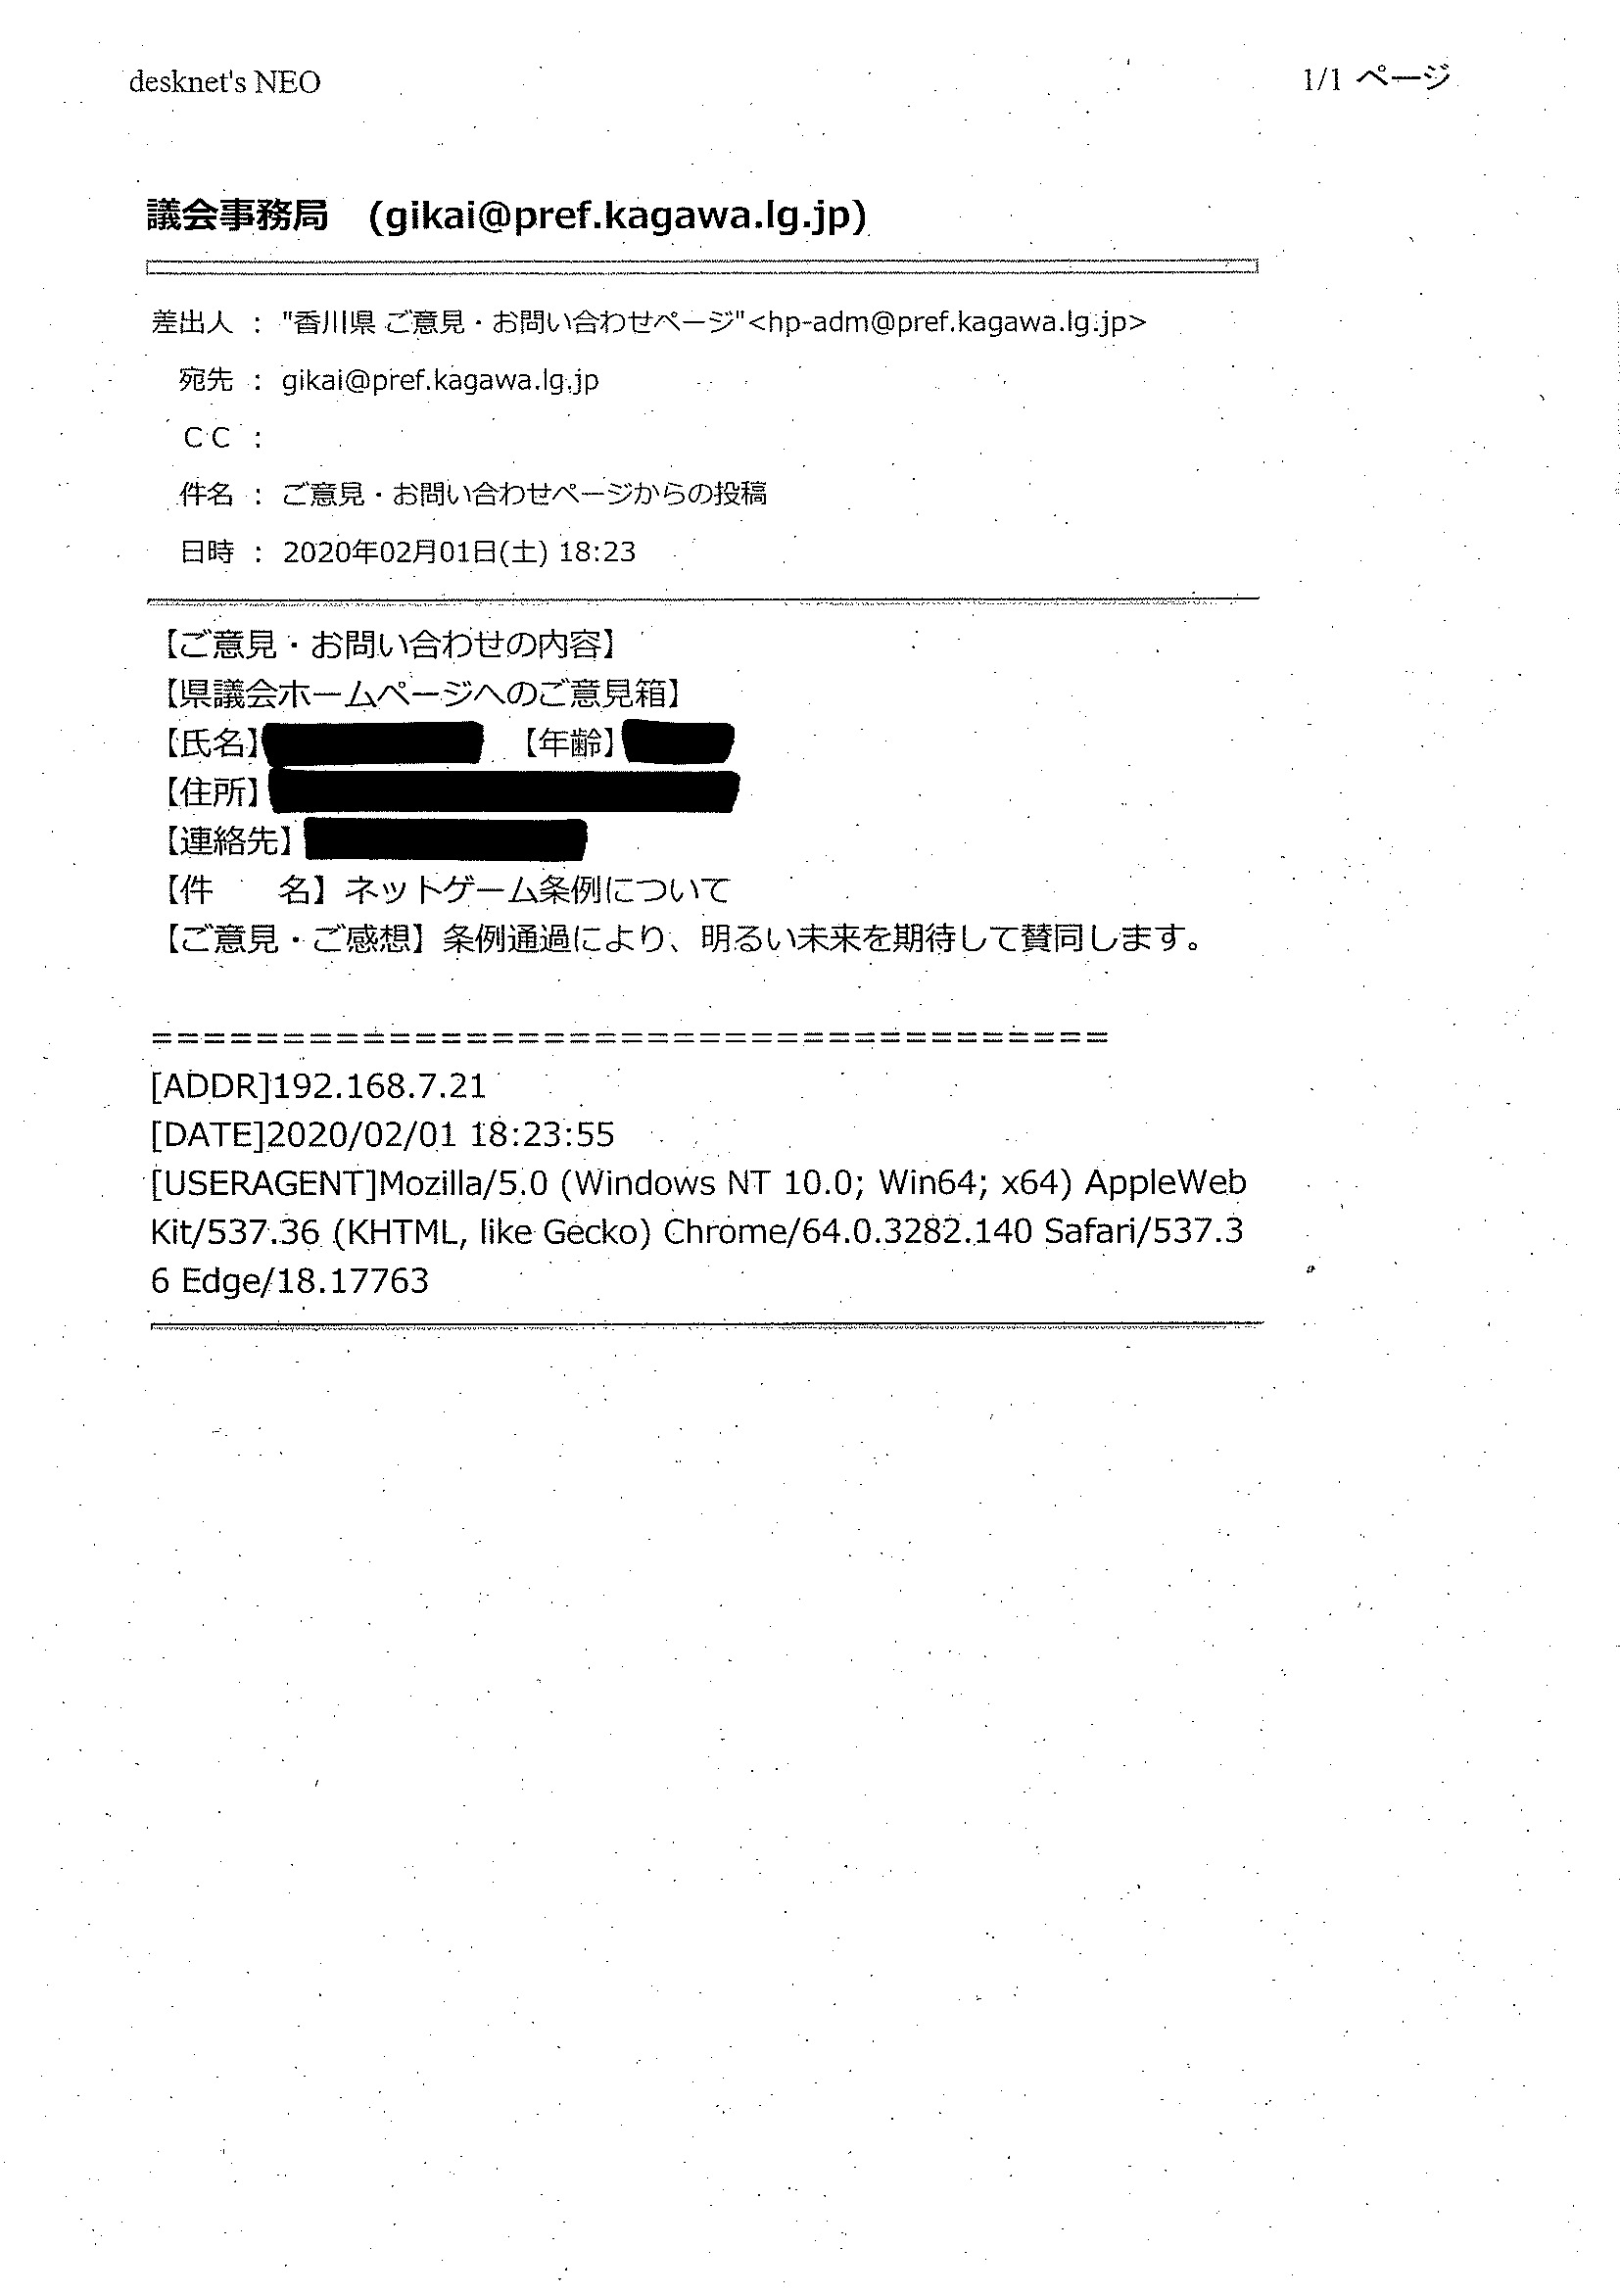 desknet's NEO
1/1 ページ
議会事務局　(gikai@pref.kagawa.lg.jp)
差出人 ： "香川県 ご意見・お問い合わせページ"<hp-adm@pref.kagawa.lg.jp>
宛先 ： gikai@pref.kagawa.lg.jp
CC ：
件名 ： ご意見・お問い合わせページからの投稿
日時 ： 2020年02月01日(土) 18:23
【ご意見・お問い合わせの内容】
【県議会ホームページへのご意見箱】
【氏名】　【年齢】
【住所】
【連絡先】
【件　　名】ネットゲーム条例について
【ご意見・ご感想】条例通過により、明るい未来を期待して賛同します。
=====================================
[ADDR]192.168.7.21
[DATE]2020/02/01 18:23:55
[USERAGENT]Mozilla/5.0 (Windows NT 10.0; Win64; x64) AppleWeb
Kit/537.36 (KHTML, like Gecko) Chrome/64.0.3282.140 Safari/537.3
6 Edge/18.17763